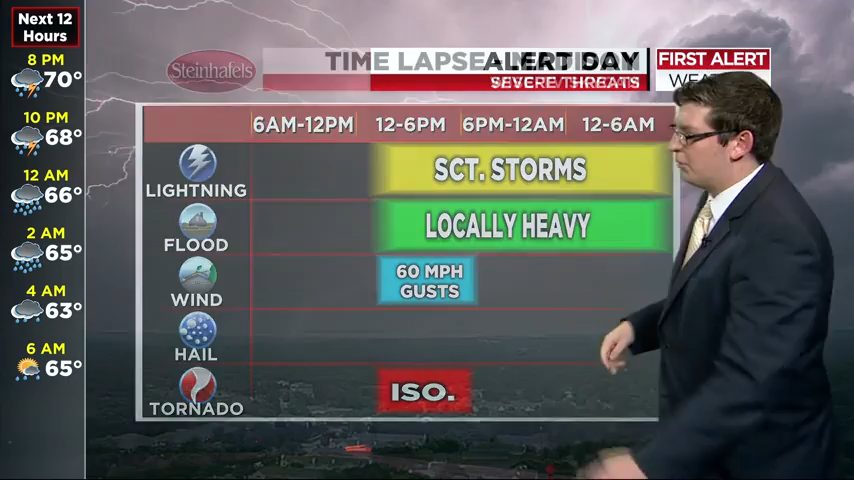 Next 12
Hours
8 PM
70°
10 PM
68°
12 AM
66°
2 AM
65°
4 AM
63°
6 AM
65°
Steinhafels
TIME LAPSE
ALERT DAY
SEVERE THREATS
FIRST ALERT
6AM-12PM 12-6PM 6PM-12AM 12-6AM
LIGHTNING SCT. STORMS
FLOOD LOCALLY HEAVY
WIND 60 MPH
GUSTS
HAIL
TORNADO ISO.